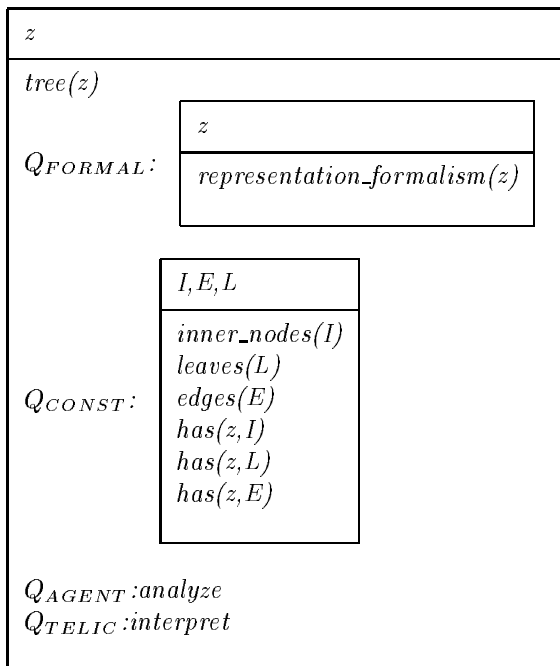 z
tree(z)
z
Q_FORMAL:
representation_formalism(z)
I,E,L
inner_nodes(I)
leaves(L)
edges(E)
Q_CONST:
has(z,I)
has(z,L)
has(z,E)
Q_AGENT:analyze
Q_TELIC:interpret